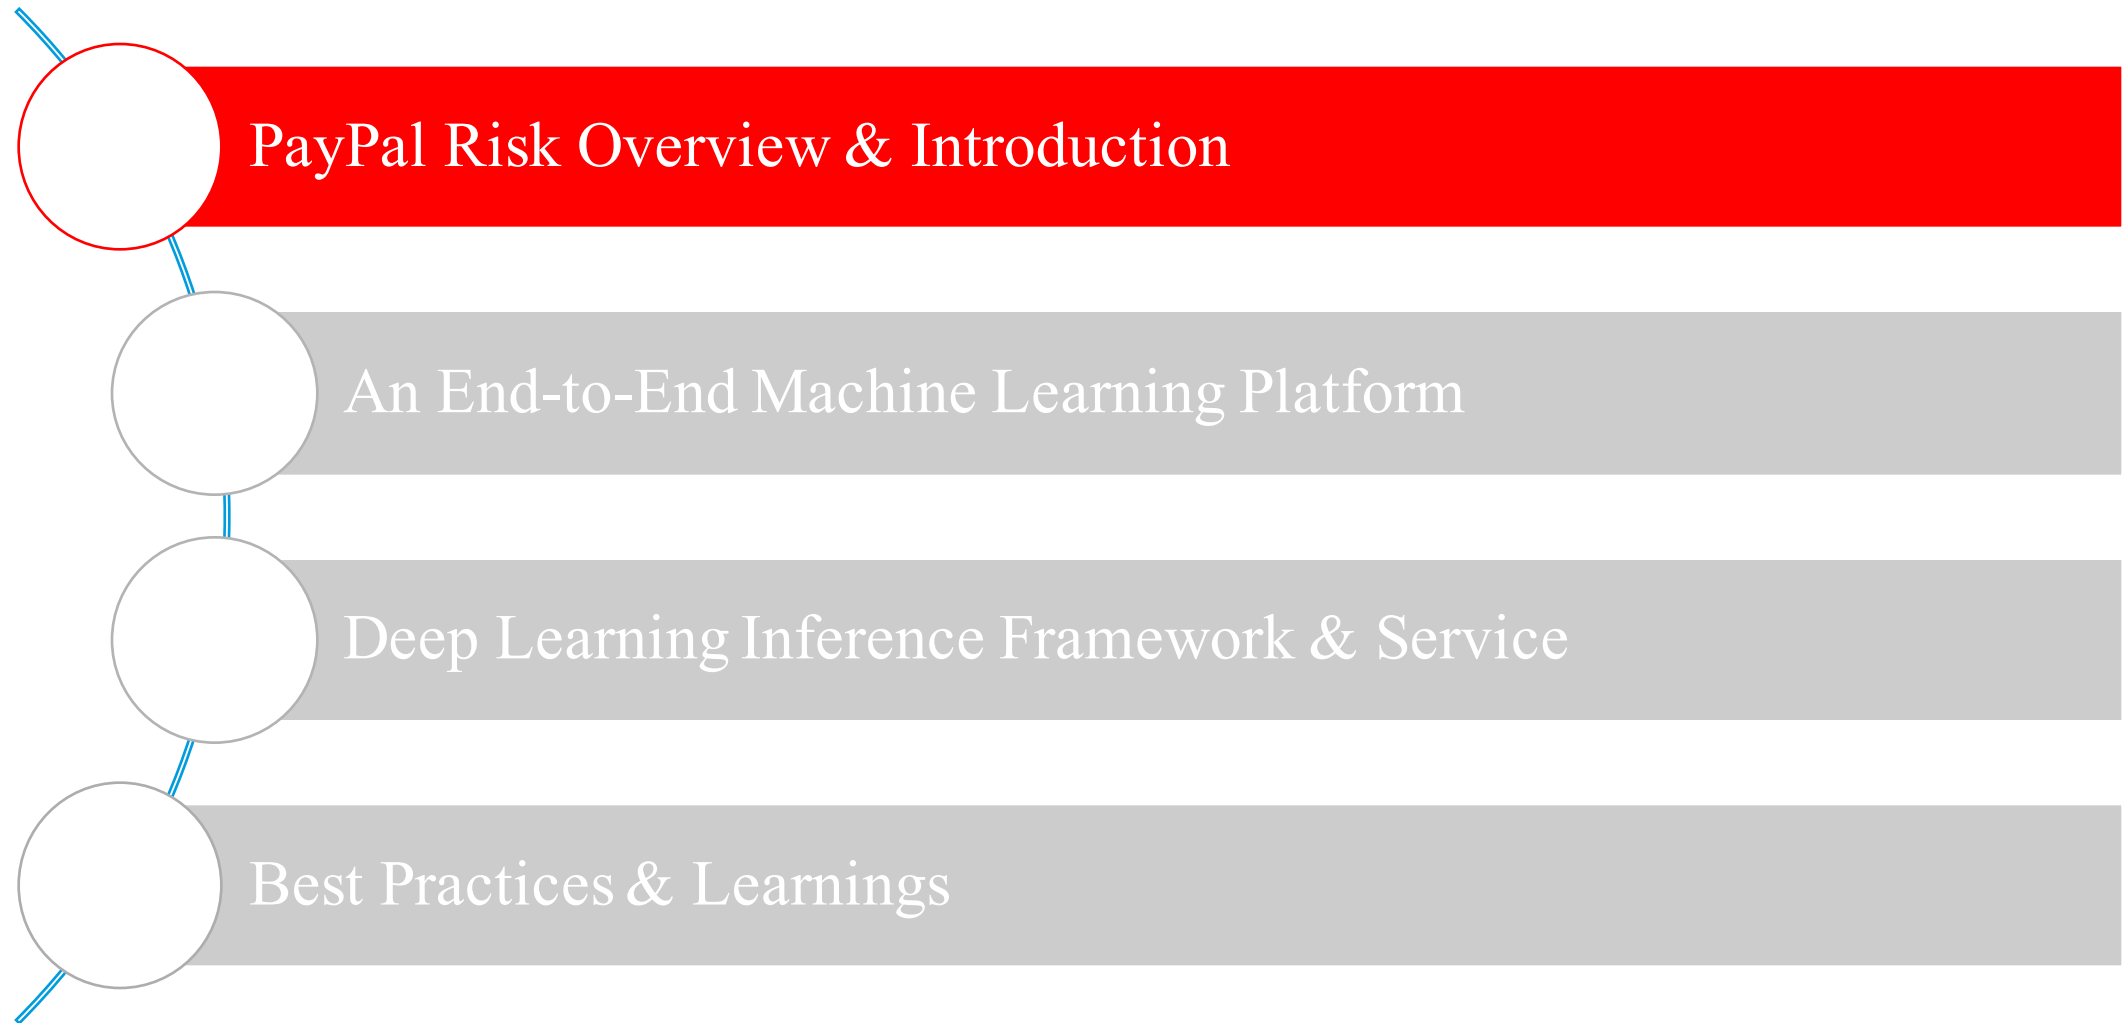 PayPal Risk Overview & Introduction
An End-to-End Machine Learning Platform
Deep Learning Inference Framework & Service
Best Practices & Learnings